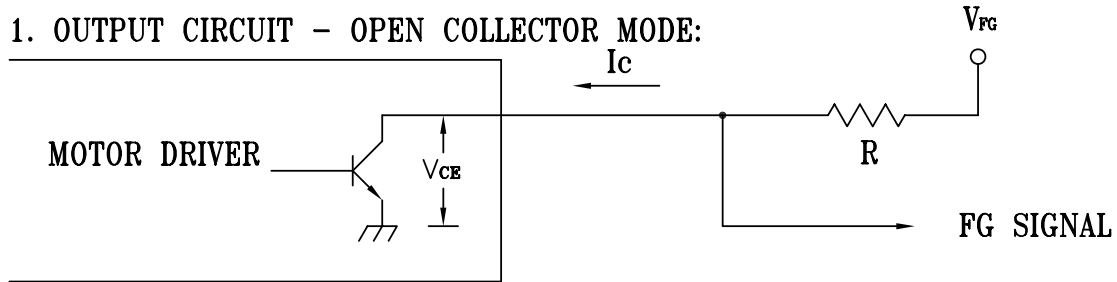 1. OUTPUT CIRCUIT - OPEN COLLECTOR MODE:
VFG
Ic
MOTOR DRIVER
VCE
R
FG SIGNAL